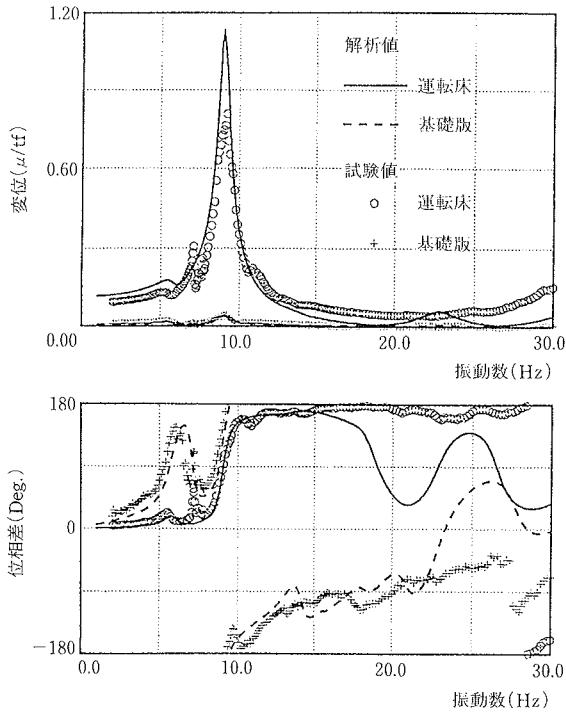 1.20
0.60
0.00
変位(μ/tf)
解析値
運転床
基礎版
試験値
運転床
基礎版
10.0
20.0
30.0
振動数(Hz)
180
0
-180
位相差(Deg.)
0.0
10.0
20.0
30.0
振動数(Hz)